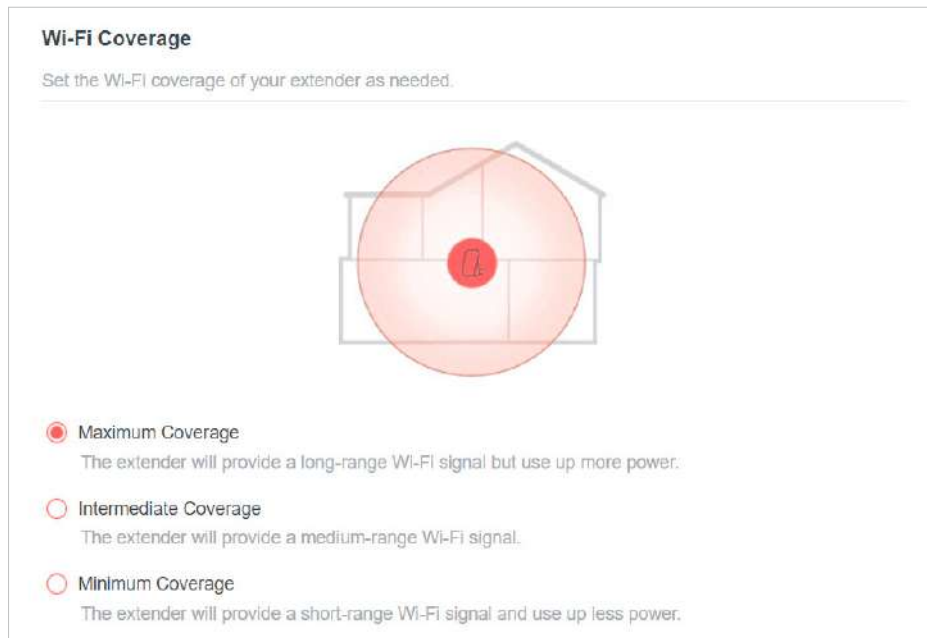 Wi-Fi Coverage
Set the Wi-Fi coverage of your extender as needed.
Maximum Coverage
The extender will provide a long-range Wi-Fi signal but use up more power.
Intermediate Coverage
The extender will provide a medium-range Wi-Fi signal.
Minimum Coverage
The extender will provide a short-range Wi-Fi signal and use up less power.